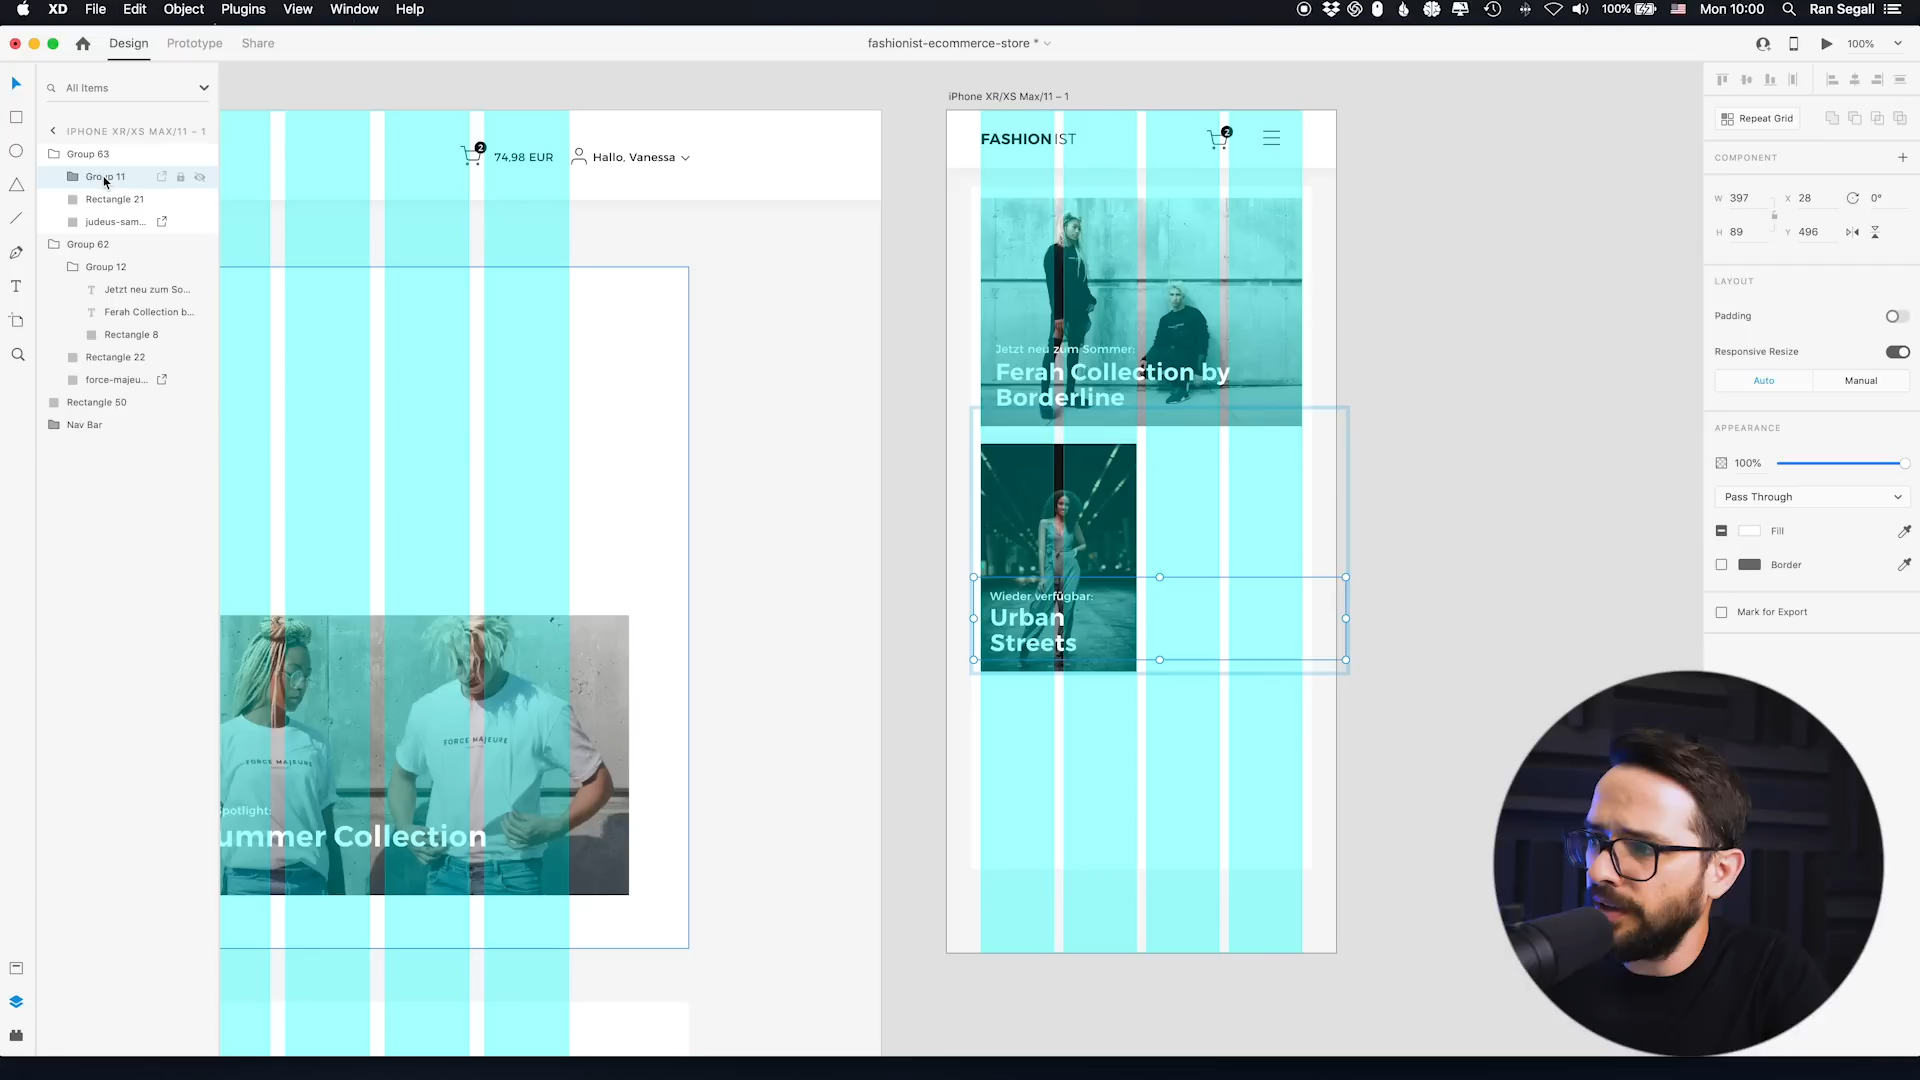 XD File Edit Object Plugins View Window Help
100% Mon 10:00 Ran Segall
Design Prototype Share
fashionist-ecommerce-store *
100%
All Items
IPHONE XR/XS MAX/11 – 1
Group 63
Group 11
Rectangle 21
judeus-sam...
Group 62
Group 12
Jetzt neu zum So...
Ferah Collection b...
Rectangle 8
Rectangle 22
force-majeu...
Rectangle 50
Nav Bar
2
74,98 EUR
Hallo, Vanessa
FORCE MAJEURE
FORCE MAJEURE
Spotlight:
ummer Collection
iPhone XR/XS Max/11 – 1
FASHIONIST
2
Jetzt neu zum Sommer:
Ferah Collection by
Borderline
Wieder verfügbar:
Urban
Streets
Repeat Grid
COMPONENT
W 397 X 28 0°
H 89 Y 496
LAYOUT
Padding
Responsive Resize
Auto Manual
APPEARANCE
100%
Pass Through
Fill
Border
Mark for Export